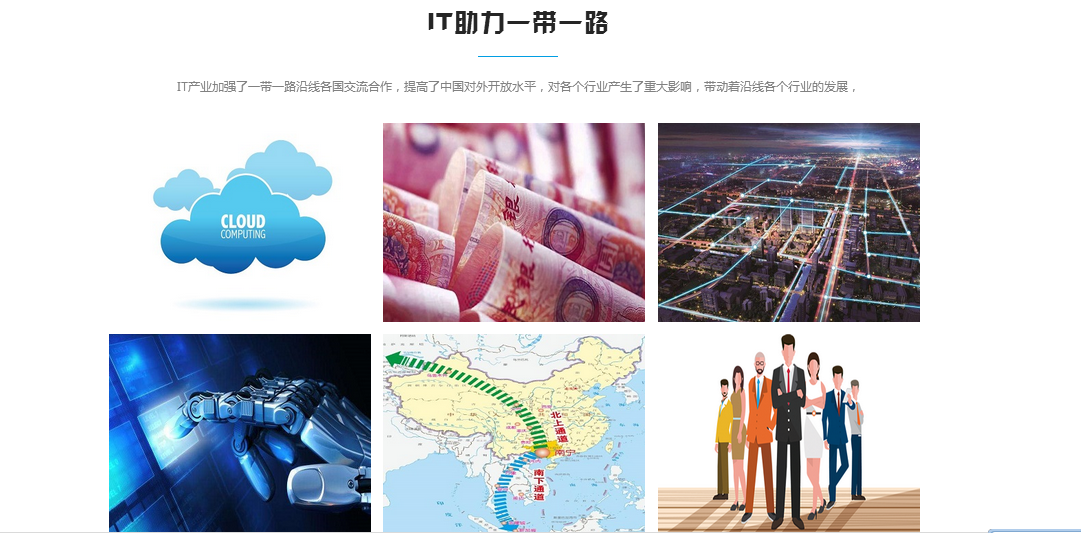 IT助力一带一路
IT产业加强了一带一路沿线各国交流合作，提高了中国对外开放水平，对各个行业产生了重大影响，带动着沿线各个行业的发展，
CLOUD
COMPUTING
北上通道
南宁
南下通道